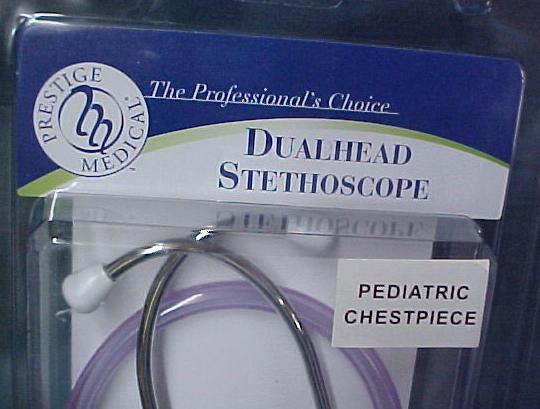 PRESTIGE MEDICAL
The Professional's Choice
DUALHEAD
STETHOSCOPE
PEDIATRIC
CHESTPIECE